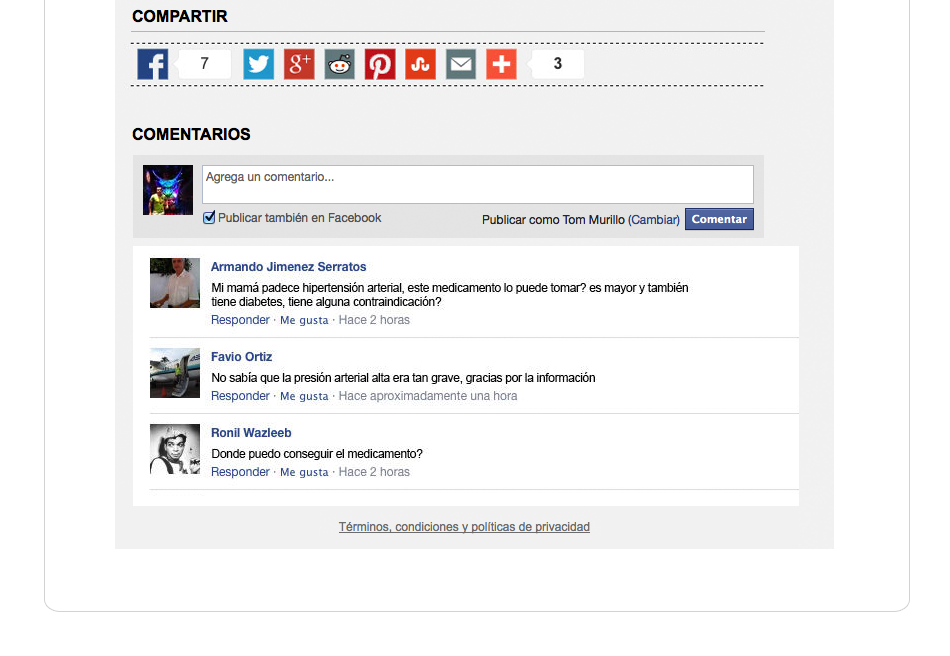 COMPARTIR
7
g+
3
COMENTARIOS
Agrega un comentario...
Publicar también en Facebook
Publicar como Tom Murillo (Cambiar)
Comentar
Armando Jimenez Serratos
Mi mamá padece hipertensión arterial, este medicamento lo puede tomar? es mayor y también
tiene diabetes, tiene alguna contraindicación?
Responder · Me gusta · Hace 2 horas
Favio Ortiz
No sabía que la presión arterial alta era tan grave, gracias por la información
Responder · Me gusta · Hace aproximadamente una hora
Ronil Wazleeb
Donde puedo conseguir el medicamento?
Responder · Me gusta · Hace 2 horas
Términos, condiciones y políticas de privacidad